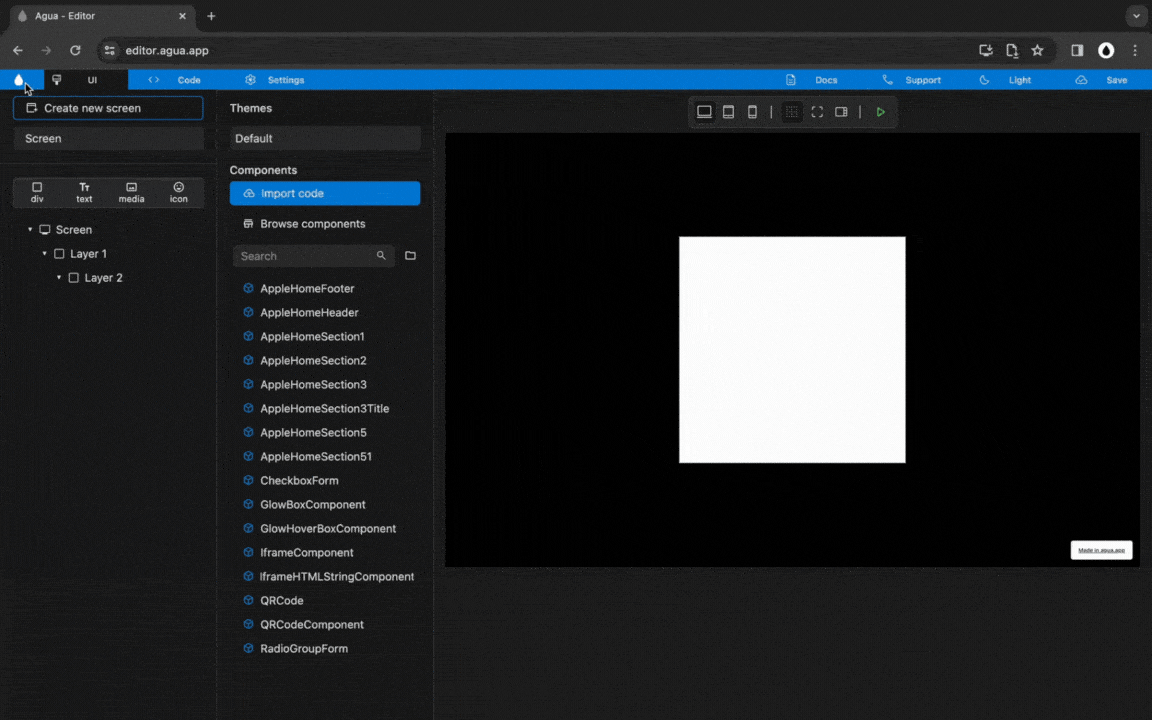 Agua - Editor
editor.agua.app
UI
Code
Settings
Docs
Support
Light
Save
Create new screen
Screen
div
text
media
icon
Screen
Layer 1
Layer 2
Themes
Default
Components
Import code
Browse components
Search
AppleHomeFooter
AppleHomeHeader
AppleHomeSection1
AppleHomeSection2
AppleHomeSection3
AppleHomeSection3Title
AppleHomeSection5
AppleHomeSection51
CheckboxForm
GlowBoxComponent
GlowHoverBoxComponent
IframeComponent
IframeHTMLStringComponent
QRCode
QRCodeComponent
RadioGroupForm
Made in agua.app